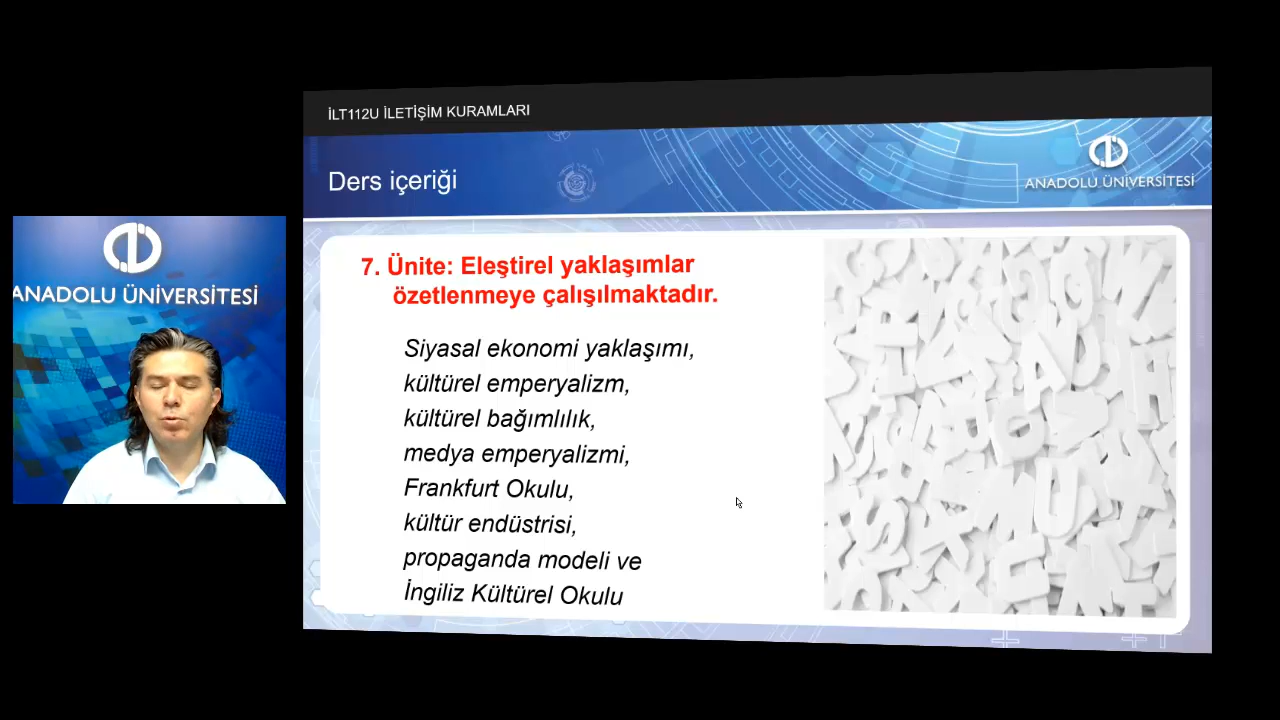 İLT112U İLETİŞİM KURAMLARI
Ders içeriği
ANADOLU ÜNİVERSİTESİ
ANADOLU ÜNİVERSİTESİ
7. Ünite: Eleştirel yaklaşımlar
özetlenmeye çalışılmaktadır.
Siyasal ekonomi yaklaşımı,
kültürel emperyalizm,
kültürel bağımlılık,
medya emperyalizmi,
Frankfurt Okulu,
kültür endüstrisi,
propaganda modeli ve
İngiliz Kültürel Okulu